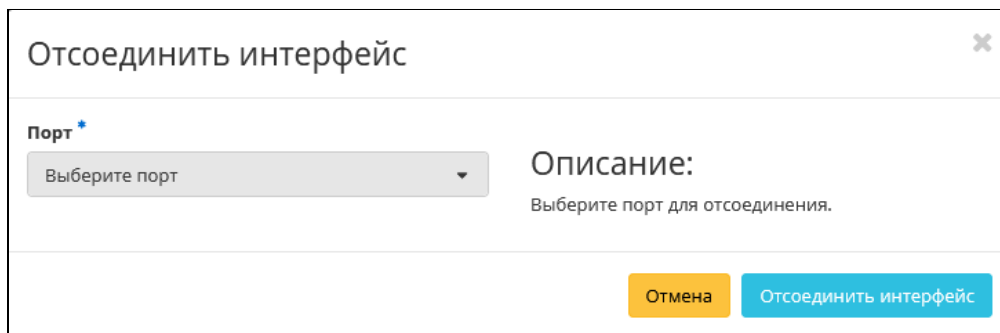 Отсоединить интерфейс
×
Порт *
Выберите порт
Описание:
Выберите порт для отсоединения.
Отмена
Отсоединить интерфейс